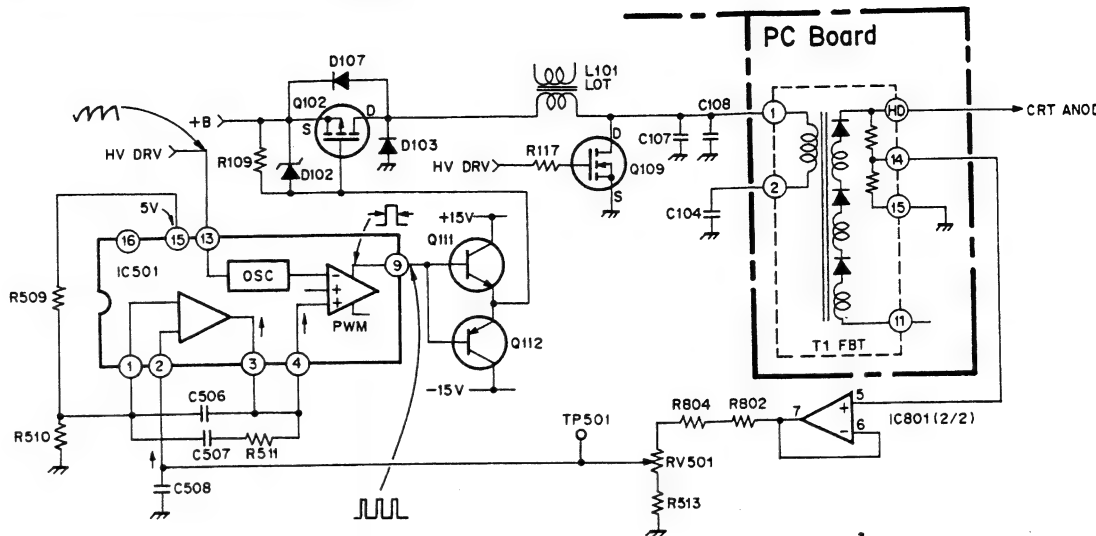 PC Board
D107
L101
LOT
Q102
D
+B
S
C108
1
HD
CRT ANOD
D103
C107
D
R109
D102
HV DRV
R117
Q109
14
HV DRV
S
2
15
5V
+15V
C104
16
15
13
Q111
IC501
9
OSC
R509
PWM
Q112
11
T1 FBT
1
2
3
4
-15V
C506
R804
R802
7
5
6
IC801(2/2)
TP501
R510
C507
R511
RV501
C508
R513